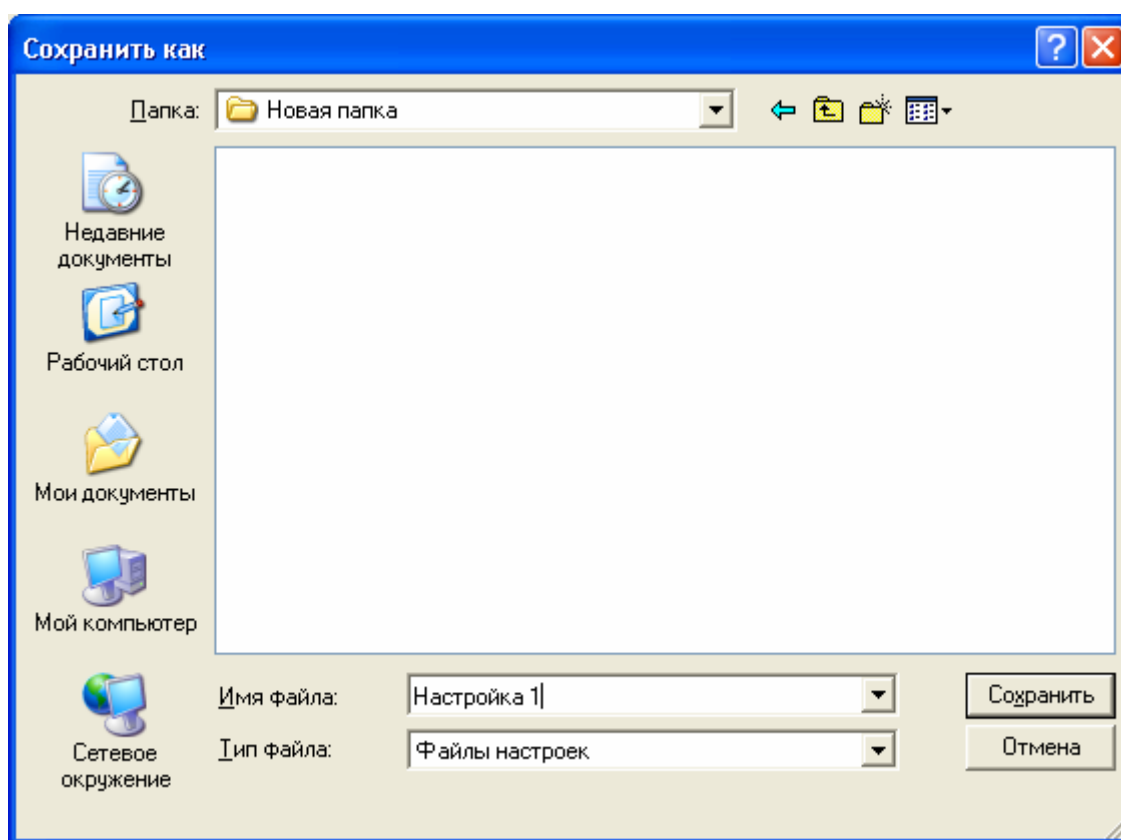 Сохранить как
Папка: Новая папка
Недавние
документы
Рабочий стол
Мои документы
Мой компьютер
Сетевое
окружение
Имя файла: Настройка 1 Сохранить
Тип файла: Файлы настроек Отмена